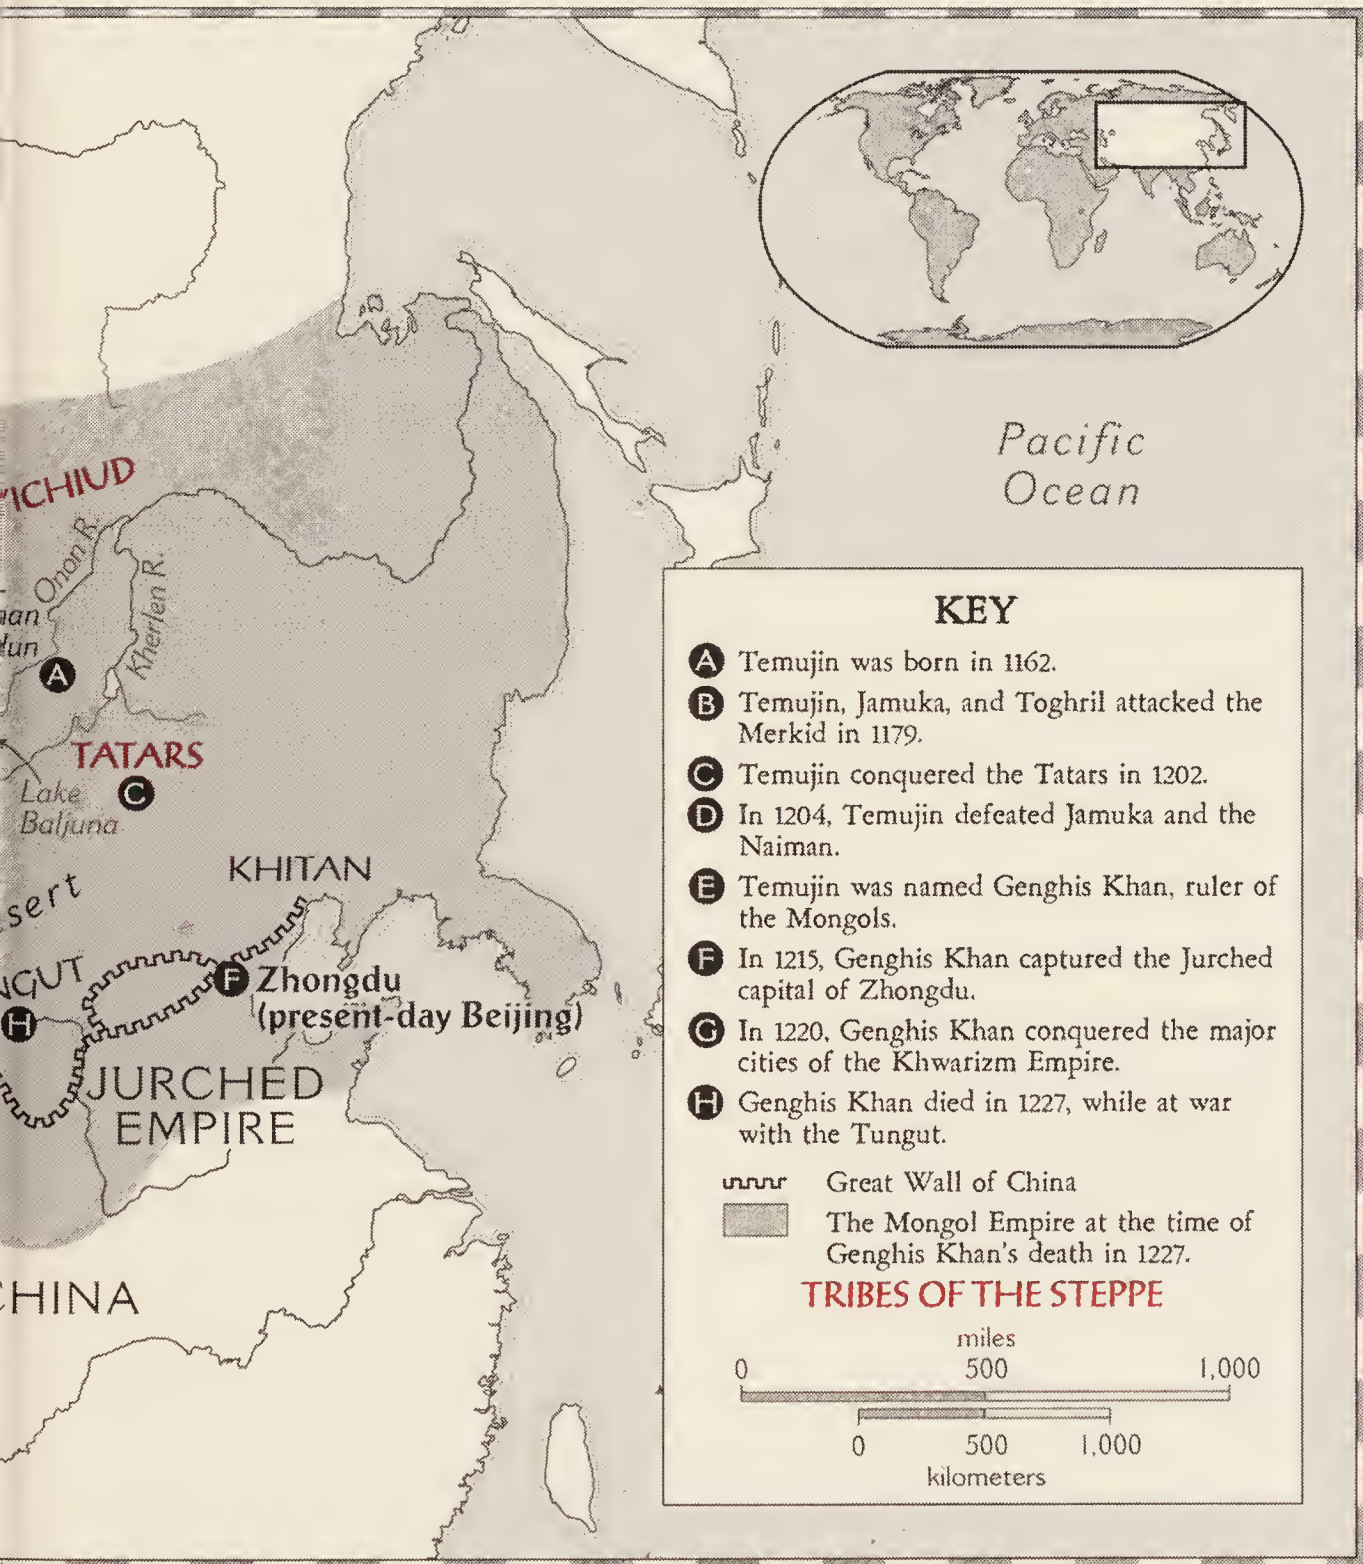 Pacific
Ocean
'ICHIUD
Onon R.
Kherlen R.
A
TATARS
C
Lake
Baljuna
KHITAN
sert
NGUT
F Zhongdu
(present-day Beijing)
H
JURCHED
EMPIRE
CHINA
KEY
A Temujin was born in 1162.
B Temujin, Jamuka, and Toghril attacked the
Merkid in 1179.
C Temujin conquered the Tatars in 1202.
D In 1204, Temujin defeated Jamuka and the
Naiman.
E Temujin was named Genghis Khan, ruler of
the Mongols.
F In 1215, Genghis Khan captured the Jurched
capital of Zhongdu.
G In 1220, Genghis Khan conquered the major
cities of the Khwarizm Empire.
H Genghis Khan died in 1227, while at war
with the Tungut.
Great Wall of China
The Mongol Empire at the time of
Genghis Khan's death in 1227.
TRIBES OF THE STEPPE
miles
0 500 1,000
0 500 1,000
kilometers